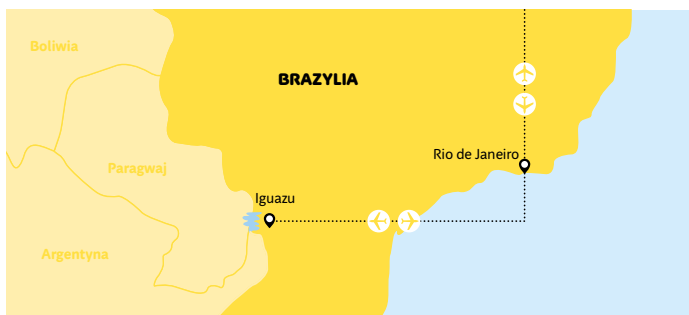 Boliwia
BRAZYLIA
Rio de Janeiro
Paragwaj
Iguazu
Argentyna